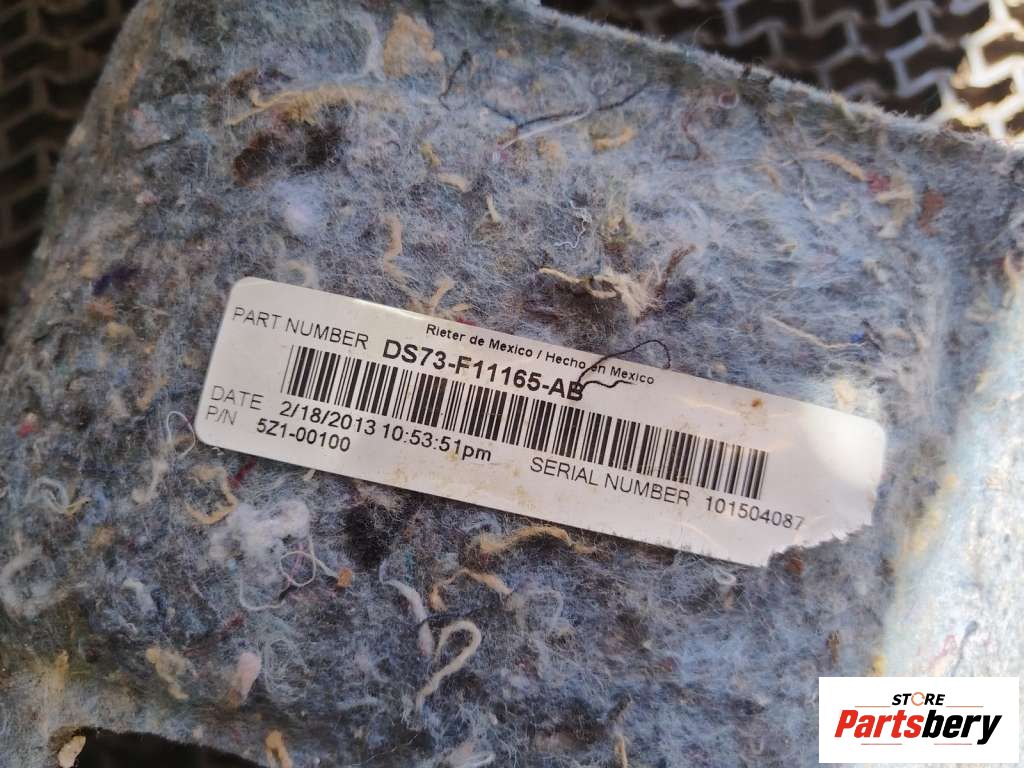 Rieter de Mexico / Hecho en Mexico
PART NUMBER DS73-F11165-AB
DATE 2/18/2013 10:53:51pm SERIAL NUMBER 101504087
P/N 5Z1-00100
STORE
Partsbery